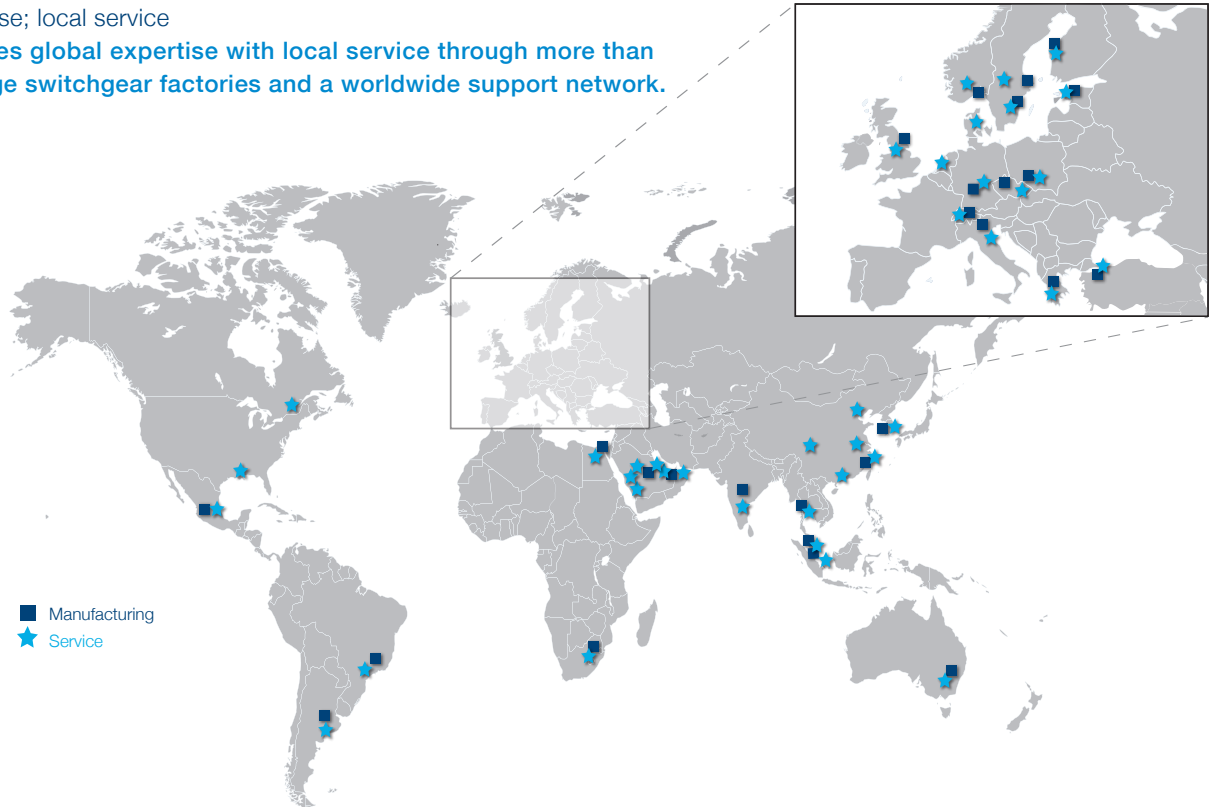 se; local service
es global expertise with local service through more than
ge switchgear factories and a worldwide support network.
Manufacturing
Service